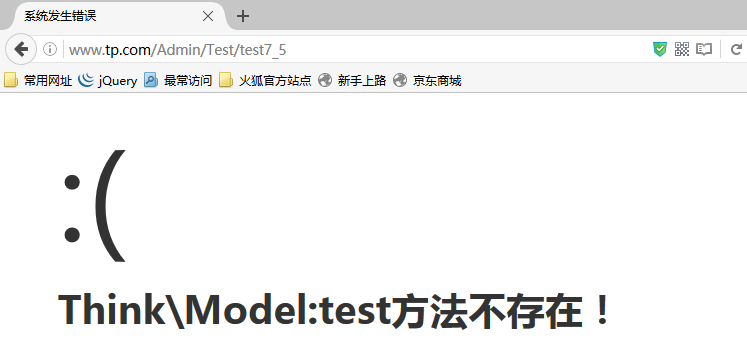 系统发生错误
www.tp.com/Admin/Test/test7_5
常用网址 jQuery 最常访问 火狐官方站点 新手上路 京东商城
:(
Think\Model:test方法不存在！